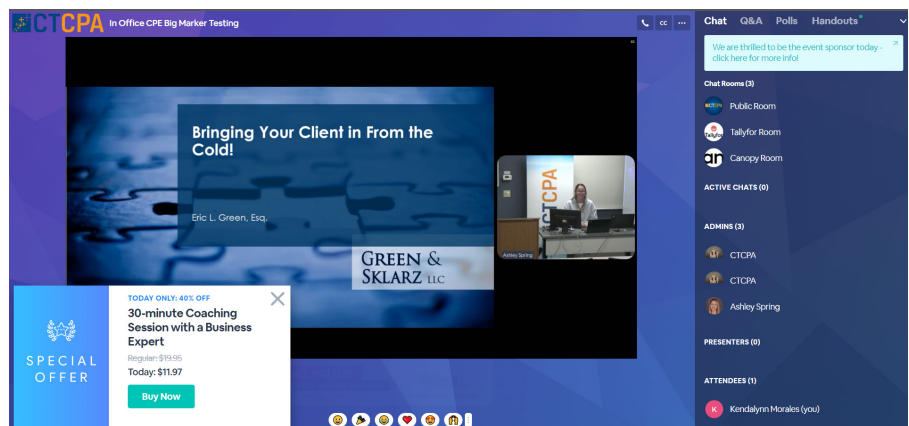 CTCPA
In Office CPE Big Marker Testing
CC
Chat Q&A Polls Handouts
We are thrilled to be the event sponsor today -
click here for more info!
Chat Rooms (3)
CTCPA
Public Room
Tallyfor
Tallyfor Room
an
Canopy Room
ACTIVE CHATS (0)
ADMINS (3)
CTCPA
CTCPA
Ashley Spring
PRESENTERS (0)
ATTENDEES (1)
K
Kendalynn Morales (you)
Bringing Your Client in From the
Cold!
Eric L. Green, Esq.
GREEN &
SKLARZ LLC
CTCPA
Ashley Spring
SPECIAL
OFFER
TODAY ONLY: 40% OFF
30-minute Coaching
Session with a Business
Expert
Regular: $19.95
Today: $11.97
Buy Now